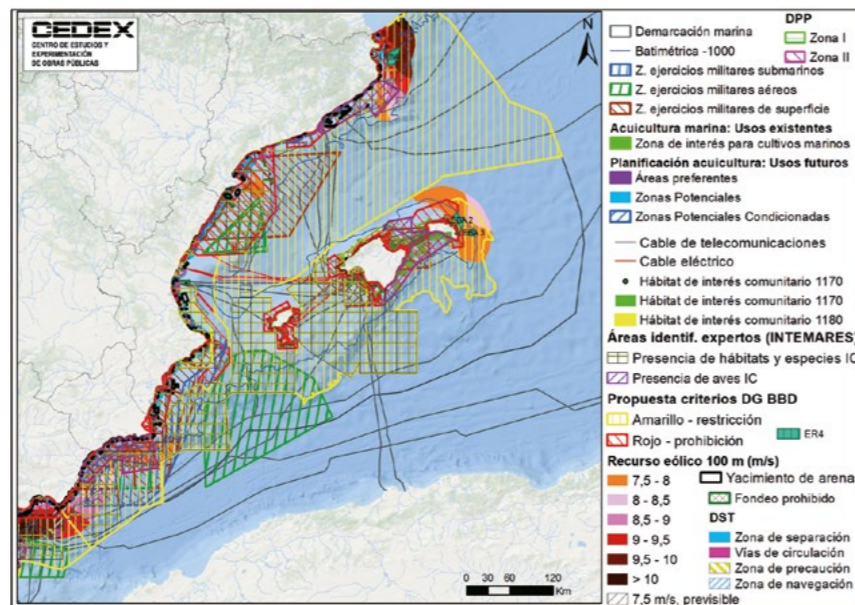 CEDEX
CENTRO DE ESTUDIOS Y
EXPERIMENTACIÓN
DE OBRAS PÚBLICAS
N
0 30 60 120
Km
Demarcación marina
Batimétrica -1000
Z. ejercicios militares submarinos
Z. ejercicios militares aéreos
Z. ejercicios militares de superficie
DPP
Zona I
Zona II
Acuicultura marina: Usos existentes
Zona de interés para cultivos marinos
Planificación acuicultura: Usos futuros
Áreas preferentes
Zonas Potenciales
Zonas Potenciales Condicionadas
Cable de telecomunicaciones
Cable eléctrico
Hábitat de interés comunitario 1170
Hábitat de interés comunitario 1170
Hábitat de interés comunitario 1180
Áreas identif. expertos (INTEMARES)
Presencia de hábitats y especies IC
Presencia de aves IC
Propuesta criterios DG BBD
Amarillo - restricción
Rojo - prohibición
ER4
Recurso eólico 100 m (m/s)
7,5 - 8
8 - 8,5
8,5 - 9
9 - 9,5
9,5 - 10
> 10
7,5 m/s, previsible
Yacimiento de arena
Fondeo prohibido
DST
Zona de separación
Vías de circulación
Zona de precaución
Zona de navegación